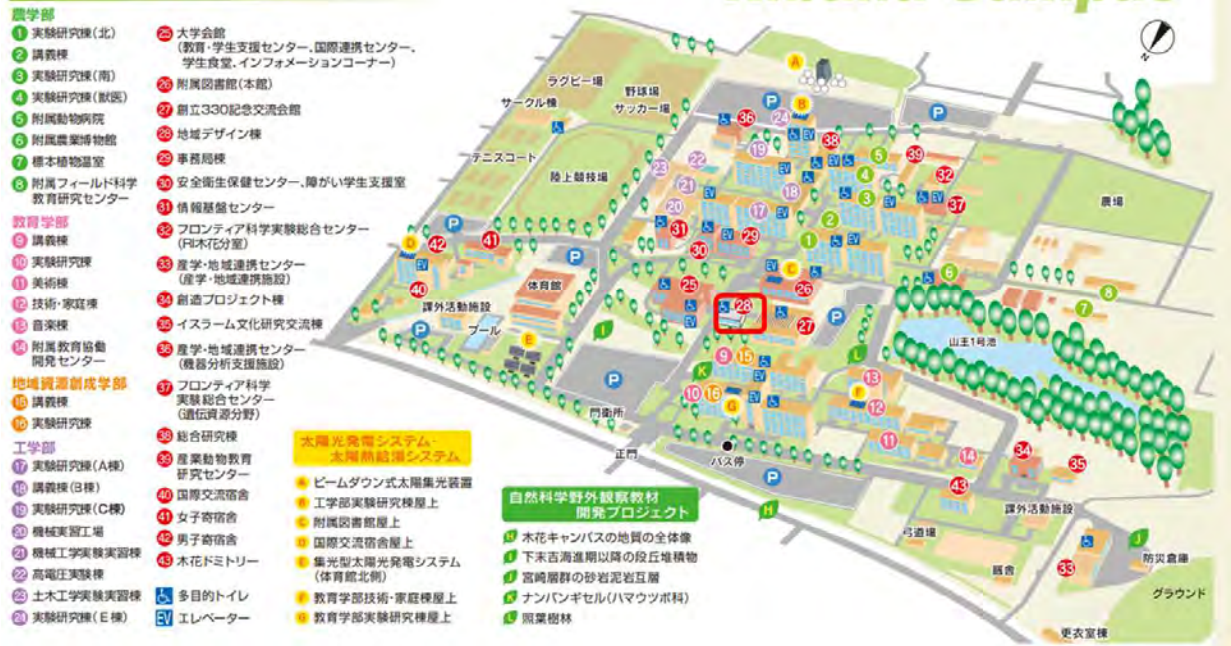 農学部
1 実験研究棟(北)
2 講義棟
3 実験研究棟(南)
4 実験研究棟(獣医)
5 附属動物病院
6 附属農業博物館
7 標本植物温室
8 附属フィールド科学
教育研究センター
教育学部
9 講義棟
10 実験研究棟
11 美術棟
12 技術・家庭棟
13 音楽棟
14 附属教育協働
開発センター
地域資源創成学部
15 講義棟
16 実験研究棟
工学部
17 実験研究棟(A棟)
18 講義棟(B棟)
19 実験研究棟(C棟)
20 機械実習工場
21 機械工学実験実習棟
22 高電圧実験棟
23 土木工学実験実習棟
24 実験研究棟(E棟)
25 大学会館
(教育・学生支援センター、国際連携センター、
学生食堂、インフォメーションコーナー)
26 附属図書館(本館)
27 創立330記念交流会館
28 地域デザイン棟
29 事務局棟
30 安全衛生保健センター、障がい学生支援室
31 情報基盤センター
32 フロンティア科学実験総合センター
(RI木花分室)
33 産学・地域連携センター
(産学・地域連携施設)
34 創造プロジェクト棟
35 イスラーム文化研究交流棟
36 産学・地域連携センター
(機器分析支援施設)
37 フロンティア科学
実験総合センター
(遺伝資源分野)
38 総合研究棟
39 産業動物教育
研究センター
40 国際交流宿舎
41 女子寄宿舎
42 男子寄宿舎
43 木花ドミトリー
多目的トイレ
EV エレベーター
太陽光発電システム・
太陽熱給湯システム
A ビームダウン式太陽集光装置
B 工学部実験研究棟屋上
C 附属図書館屋上
D 国際交流宿舎屋上
E 集光型太陽光発電システム
(体育館北側)
F 教育学部技術・家庭棟屋上
G 教育学部実験研究棟屋上
自然科学野外観察教材
開発プロジェクト
H 木花キャンパスの地質の全体像
I 下末吉海進期以降の段丘堆積物
J 宮崎層群の砂岩泥岩互層
K ナンバンギセル(ハマウツボ科)
L 照葉樹林
N
ラグビー場
野球場
サッカー場
サークル棟
テニスコート
陸上競技場
農場
体育館
課外活動施設
プール
山王1号池
門衛所
正門
バス停
弓道場
課外活動施設
防災倉庫
グラウンド
更衣室棟